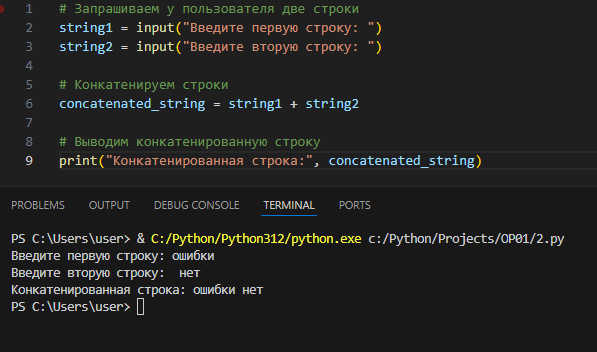 1 # Запрашиваем у пользователя две строки
2 string1 = input("Введите первую строку: ")
3 string2 = input("Введите вторую строку: ")
4
5 # Конкатенируем строки
6 concatenated_string = string1 + string2
7
8 # Выводим конкатенированную строку
9 print("Конкатенированная строка:", concatenated_string)
PROBLEMS OUTPUT DEBUG CONSOLE TERMINAL PORTS
PS C:\Users\user> & C:/Python/Python312/python.exe c:/Python/Projects/OP01/2.py
Введите первую строку: ошибки
Введите вторую строку:  нет
Конкатенированная строка: ошибки нет
PS C:\Users\user>